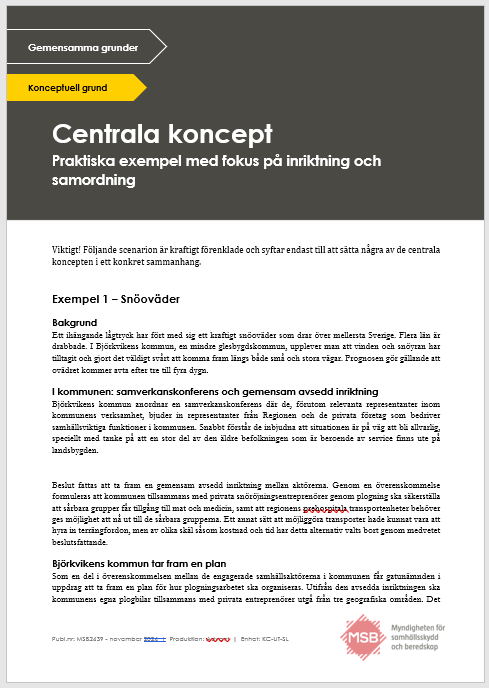 Gemensamma grunder
Konceptuell grund
Centrala koncept
Praktiska exempel med fokus på inriktning och
samordning
Viktigt! Följande scenarion är kraftigt förenklade och syftar endast till att sätta några av de centrala
koncepten i ett konkret sammanhang.
Exempel 1 – Snöoväder
Bakgrund
Ett ihängande lågtryck har fört med sig ett kraftigt snöoväder som drar över mellersta Sverige. Flera län är
drabbade. I Björkvikens kommun, en mindre glesbygdskommun, upplever man att vinden och snöyran har
tilltagit och gjort det väldigt svårt att komma fram längs både små och stora vägar. Prognosen gör gällande att
ovädret kommer avta efter tre till fyra dygn.
I kommunen: samverkanskonferens och gemensam avsedd inriktning
Björkvikens kommun anordnar en samverkanskonferens där de, förutom relevanta representanter inom
kommunens verksamhet, bjuder in representanter från Regionen och de privata företag som bedriver
samhällsviktiga funktioner i kommunen. Snabbt förstår de inbjudna att situationen är på väg att bli allvarlig,
speciellt med tanke på att en stor del av den äldre befolkningen som är beroende av service finns ute på
landsbygden.
Beslut fattas att ta fram en gemensam avsedd inriktning mellan aktörerna. Genom en överenskommelse
formuleras att kommunen tillsammans med privata snöröjningsentreprenörer genom plogning ska säkerställa
att sårbara grupper får tillgång till mat och medicin, samt att regionens prehospitala transportenheter behöver
ges möjlighet att nå ut till de sårbara grupperna. Ett annat sätt att möjliggöra transporter hade kunnat vara att
hyra in terrängfordon, men av olika skäl såsom kostnad och tid har detta alternativ valts bort genom medvetet
beslutsfattande.
Björkvikens kommun tar fram en plan
Som en del i överenskommelsen mellan de engagerade samhällsaktörerna i kommunen får gatunämnden i
uppdrag att ta fram en plan för hur plogningsarbetet ska organiseras. Utifrån den avsedda inriktningen ska
kommunens egna plogbilar tillsammans med privata entreprenörer utgå från tre geografiska områden. Det
Publ.nr: MSB2639 – november Produktion: | Enhet: KC-UT-SL
MSB
Myndigheten för
samhällsskydd
och beredskap